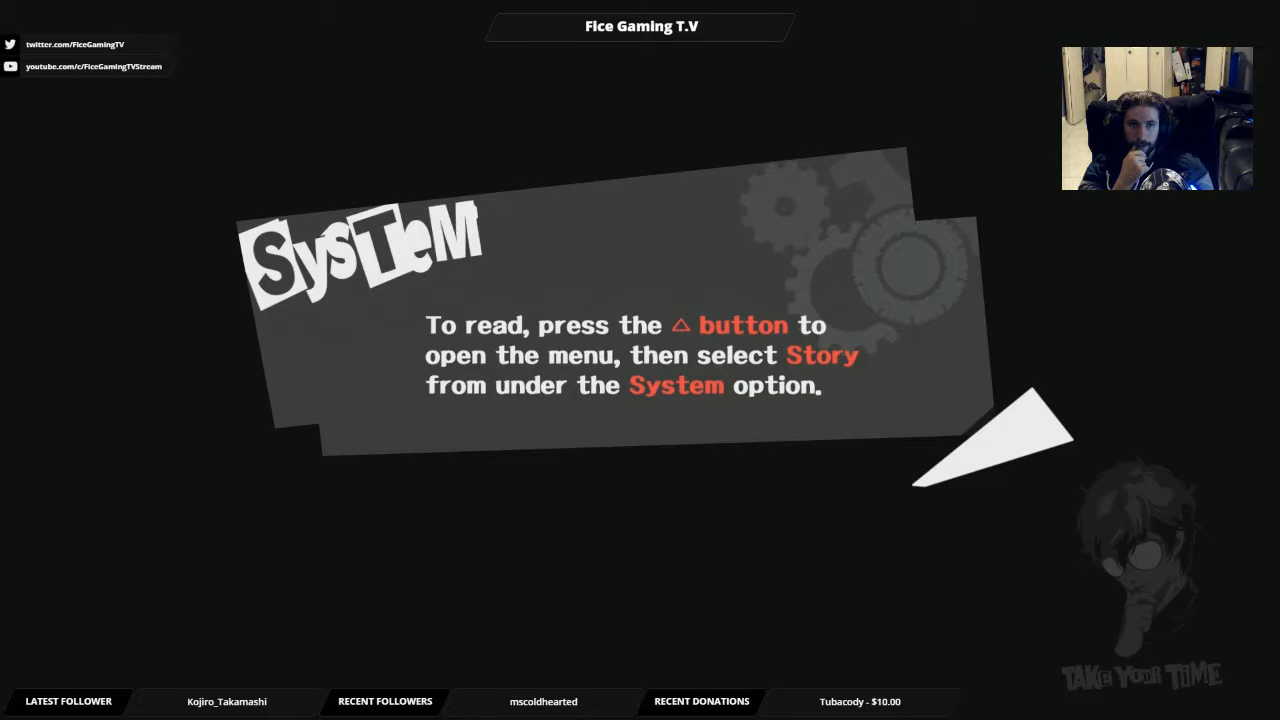 Fice Gaming T.V
twitter.com/FiceGamingTV
youtube.com/c/FiceGamingTVStream
SysTeM
To read, press the △ button to
open the menu, then select Story
from under the System option.
TAKE YOUR TIME
LATEST FOLLOWER Kojiro_Takamashi RECENT FOLLOWERS mscoldhearted RECENT DONATIONS Tubacody - $10.00